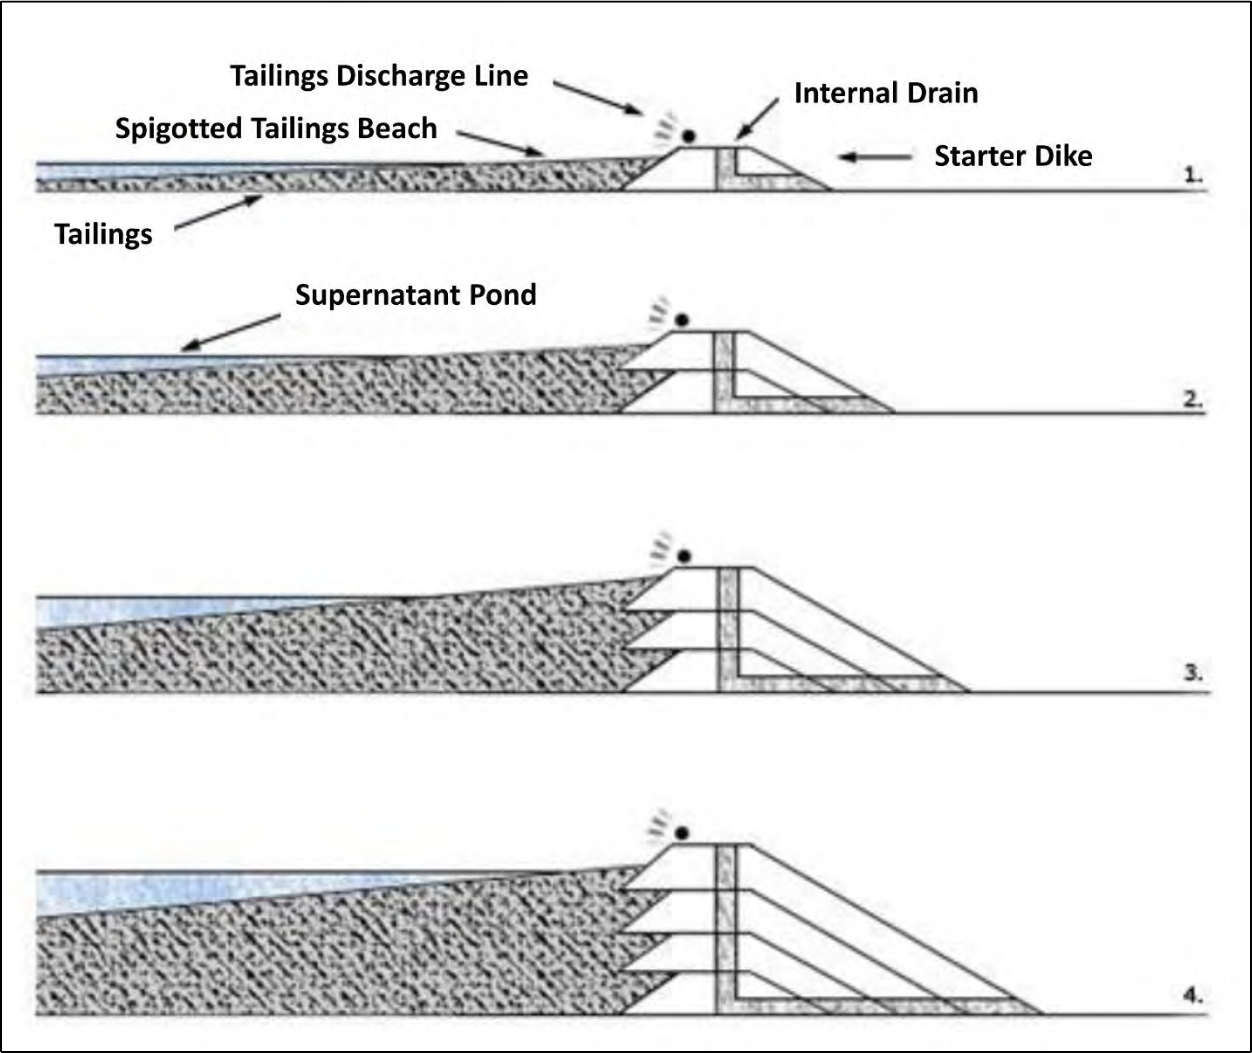 Tailings Discharge Line
Internal Drain
Spigotted Tailings Beach
Starter Dike
1.
Tailings
Supernatant Pond
2.
3.
4.